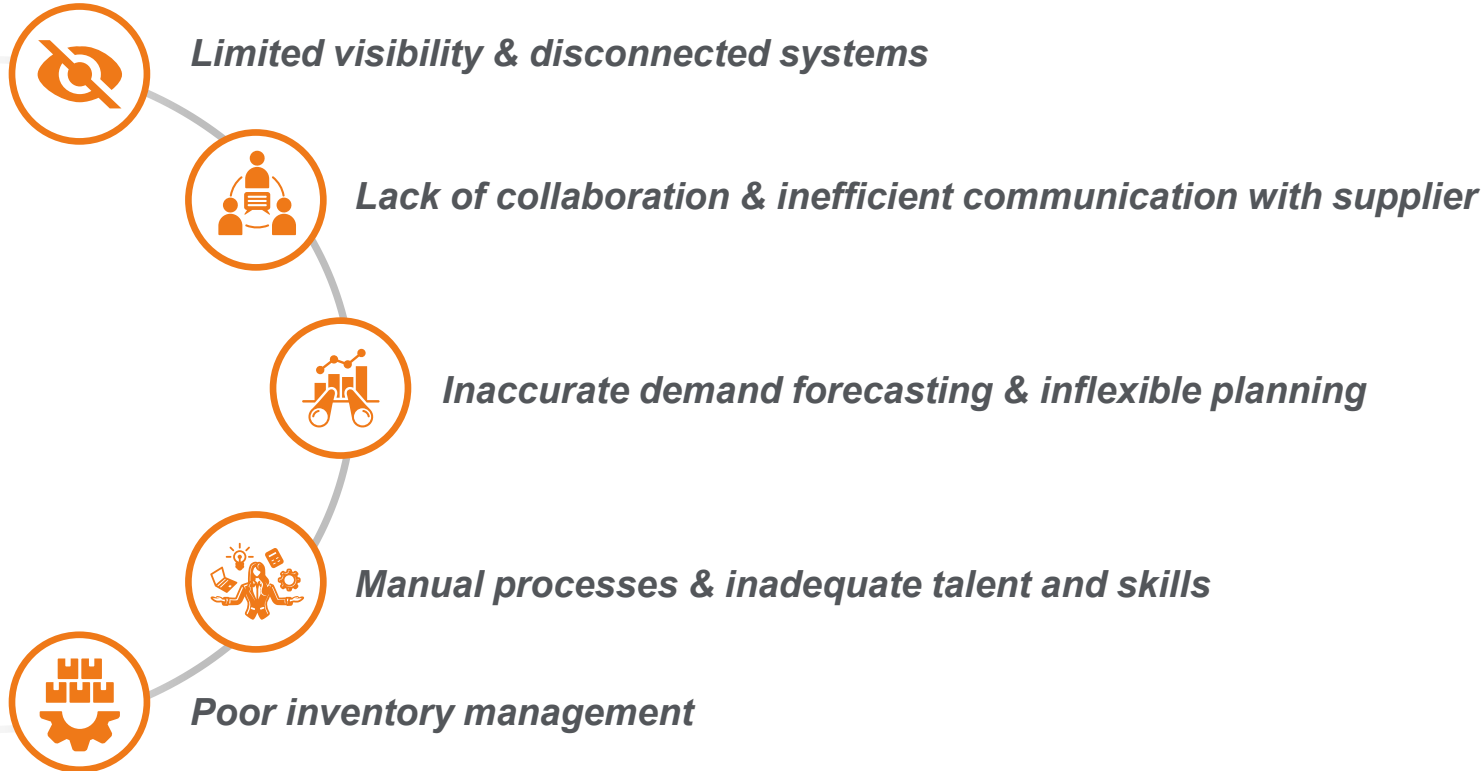 Limited visibility & disconnected systems
Lack of collaboration & inefficient communication with supplier
Inaccurate demand forecasting & inflexible planning
Manual processes & inadequate talent and skills
Poor inventory management